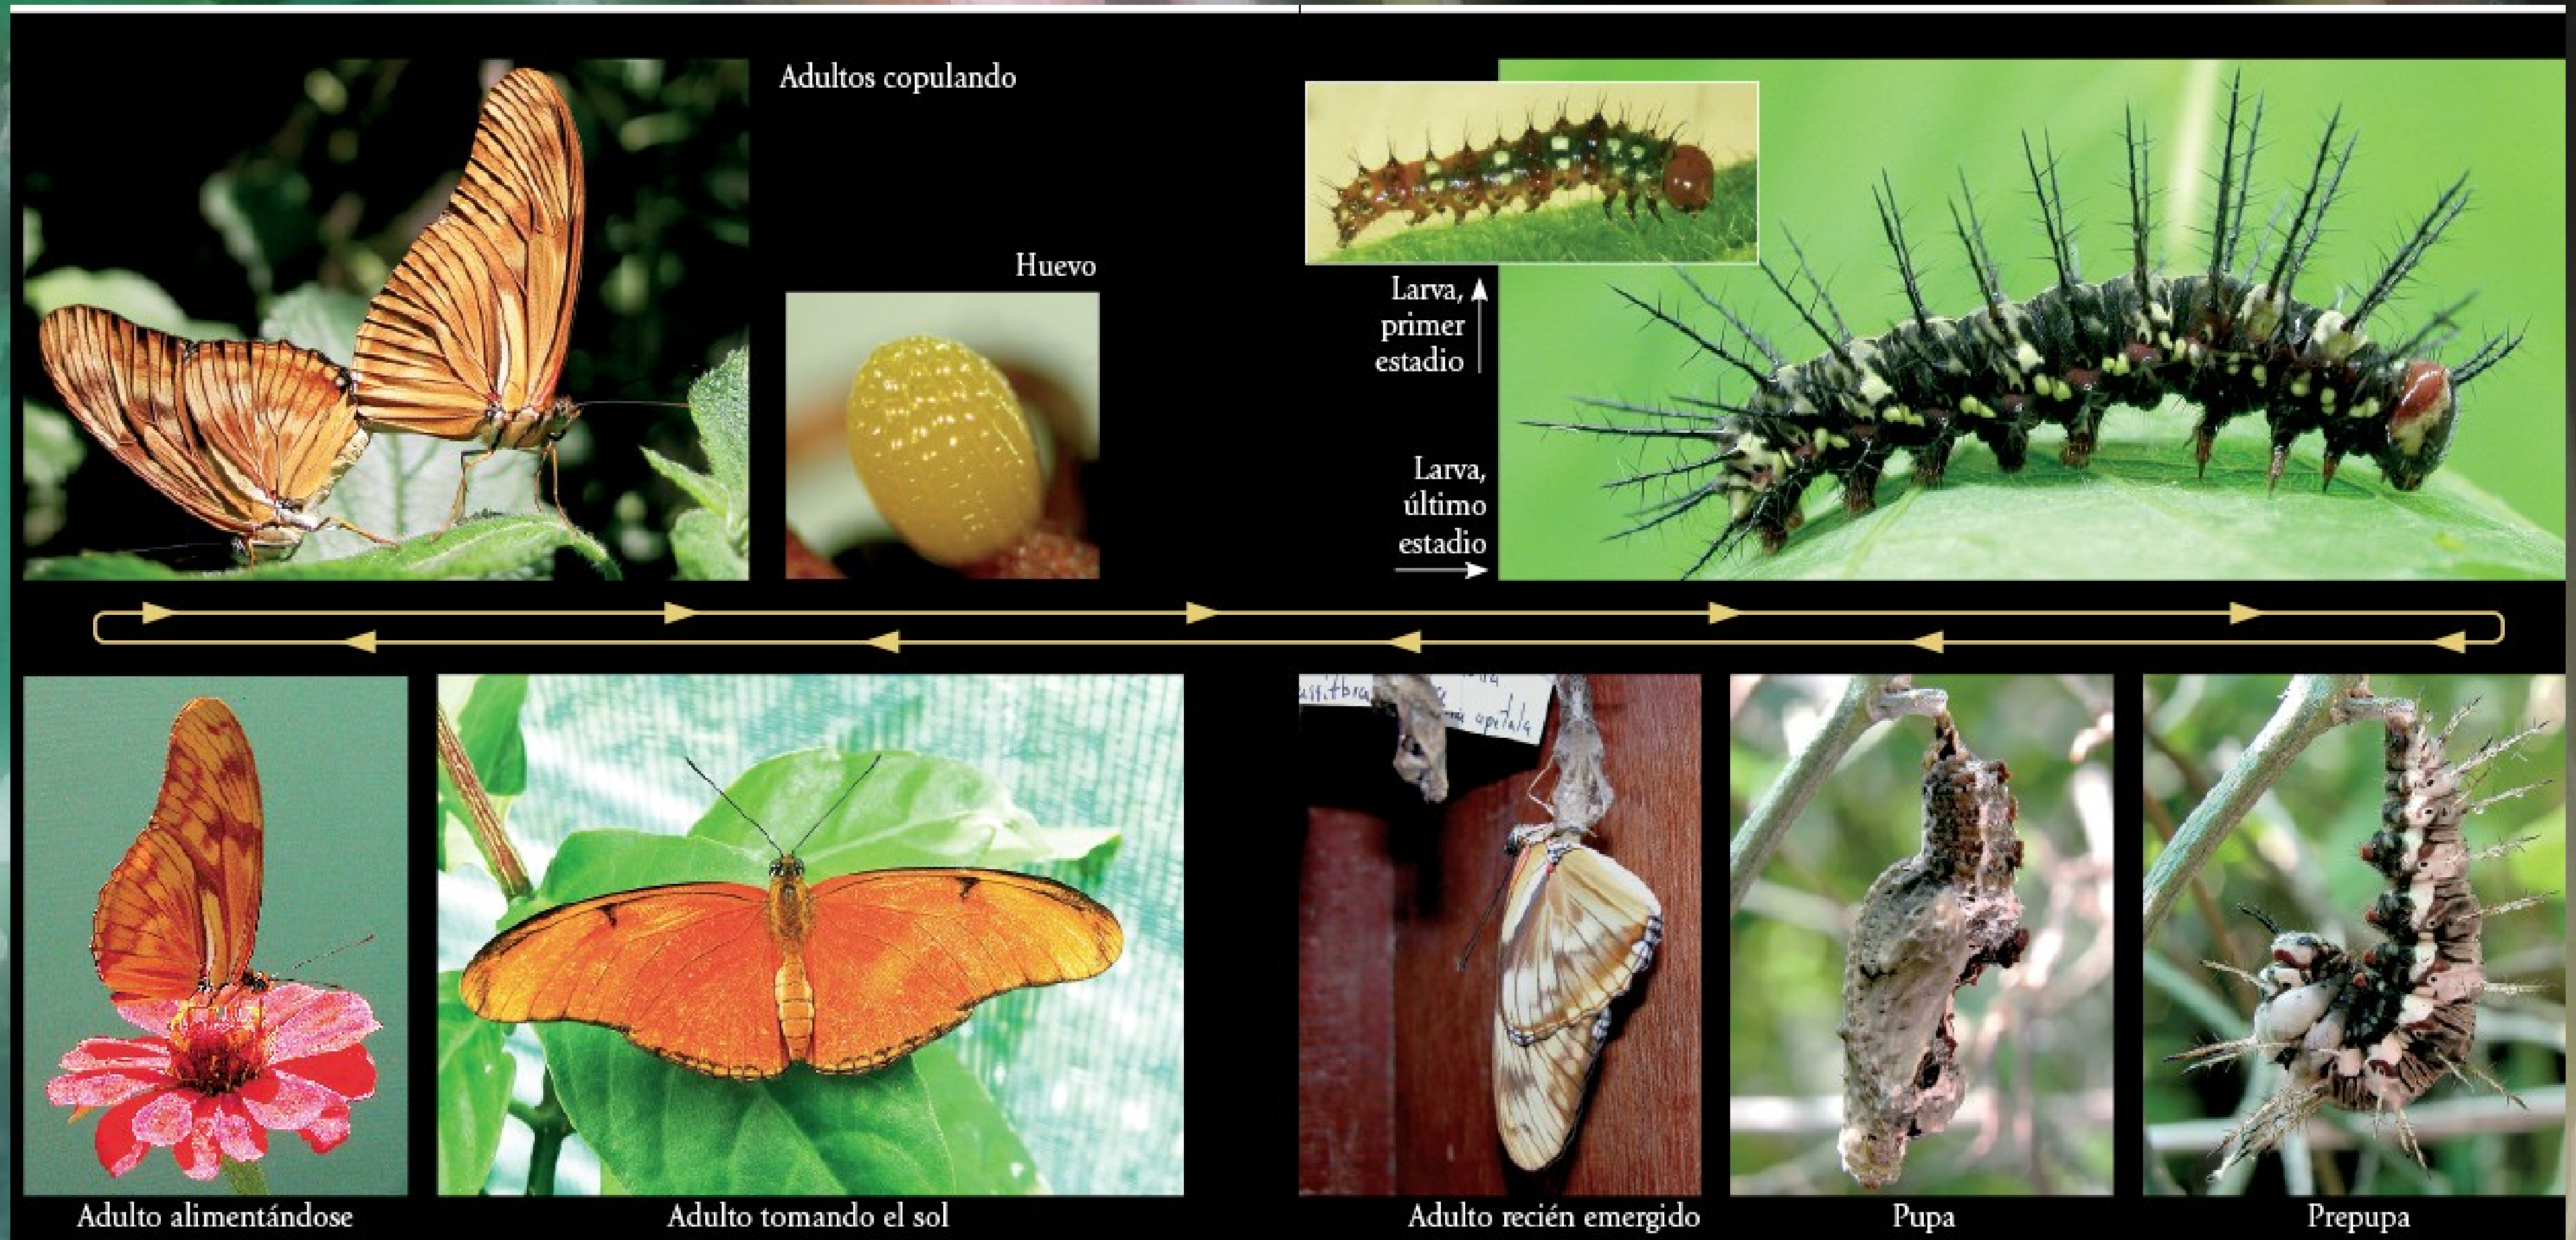 Adultos copulando
Huevo
Larva,
primer
estadio
Larva,
último
estadio
apetala
Adulto alimentándose
Adulto tomando el sol
Adulto recién emergido
Pupa
Prepupa